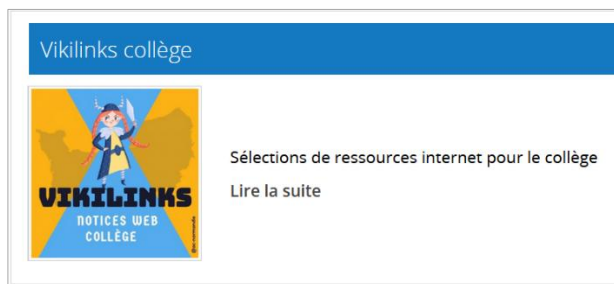 Vikilinks collège
VIKILINKS
NOTICES WEB
COLLÈGE
Sélections de ressources internet pour le collège
Lire la suite